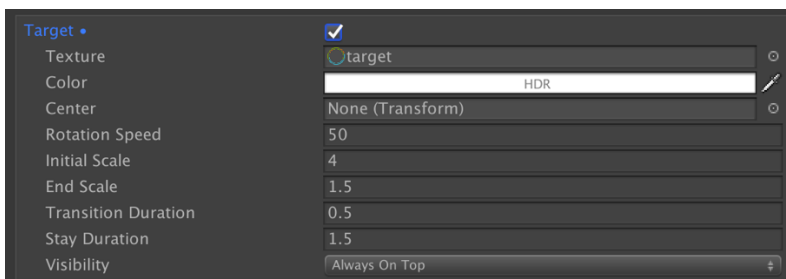 Target •
Texture target
Color HDR
Center None (Transform)
Rotation Speed 50
Initial Scale 4
End Scale 1.5
Transition Duration 0.5
Stay Duration 1.5
Visibility Always On Top